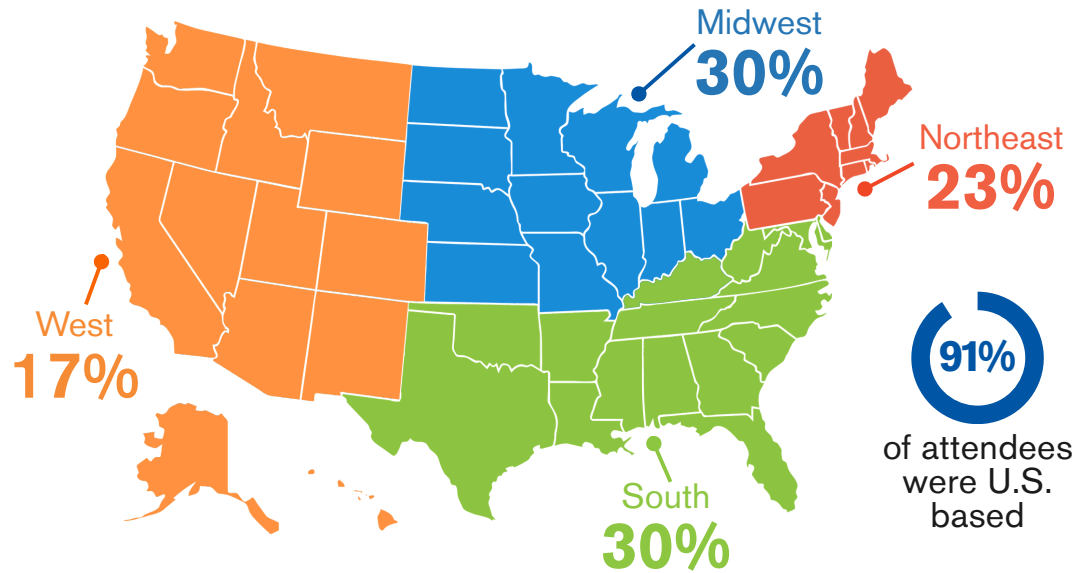 Midwest
30%
Northeast
23%
West
17%
91%
of attendees
were U.S.
based
South
30%